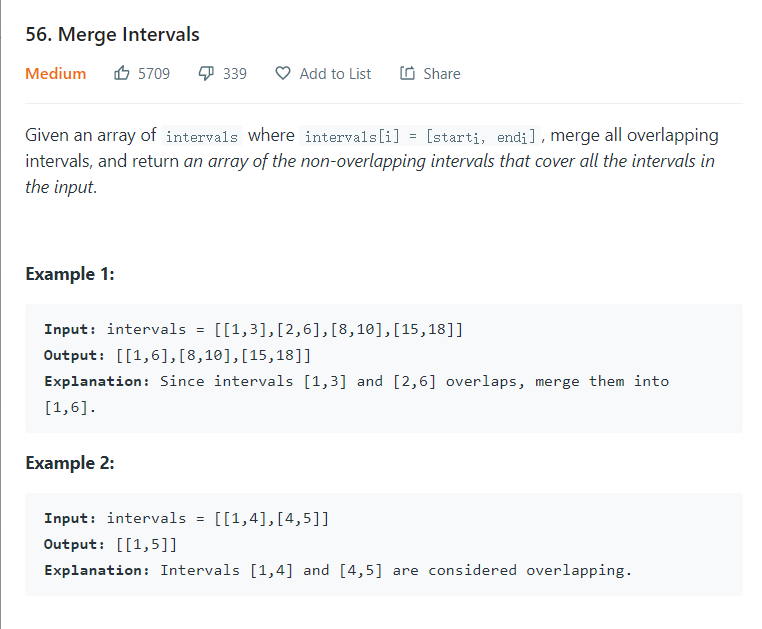 56. Merge Intervals
Medium 5709 339 Add to List Share
Given an array of intervals where intervals[i] = [starti, endi], merge all overlapping
intervals, and return an array of the non-overlapping intervals that cover all the intervals in
the input.
Example 1:
Input: intervals = [[1,3],[2,6],[8,10],[15,18]]
Output: [[1,6],[8,10],[15,18]]
Explanation: Since intervals [1,3] and [2,6] overlaps, merge them into
[1,6].
Example 2:
Input: intervals = [[1,4],[4,5]]
Output: [[1,5]]
Explanation: Intervals [1,4] and [4,5] are considered overlapping.